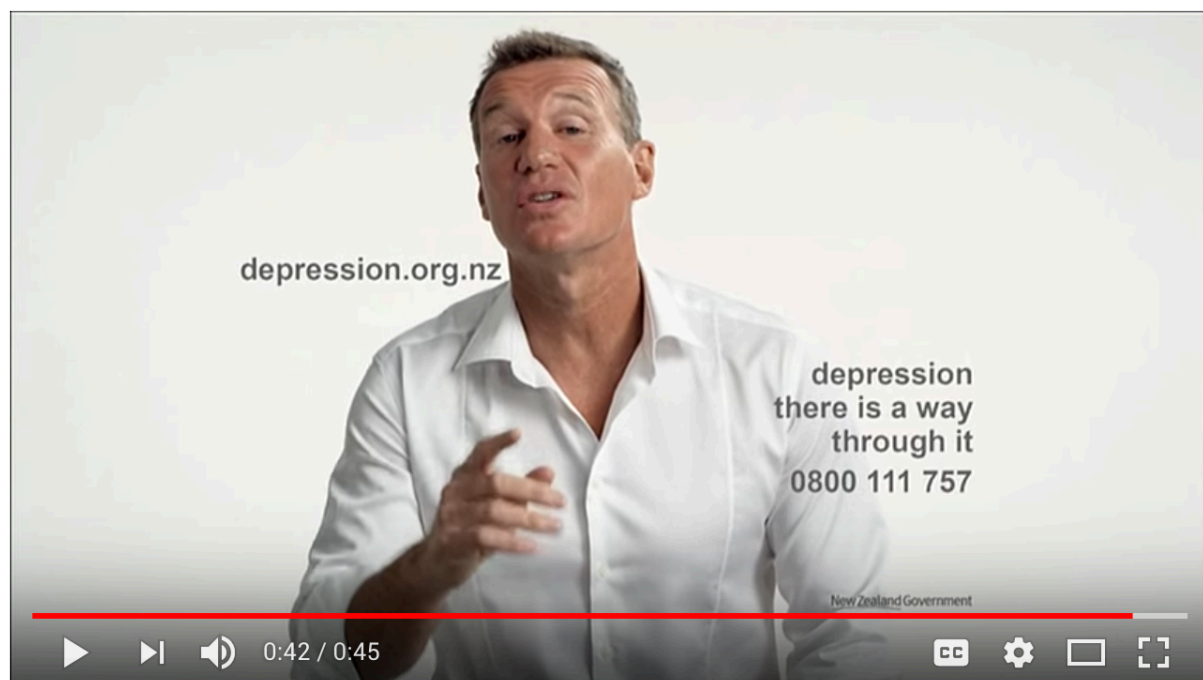 depression.org.nz
depression
there is a way
through it
0800 111 757
New Zealand Government
0:42 / 0:45
CC